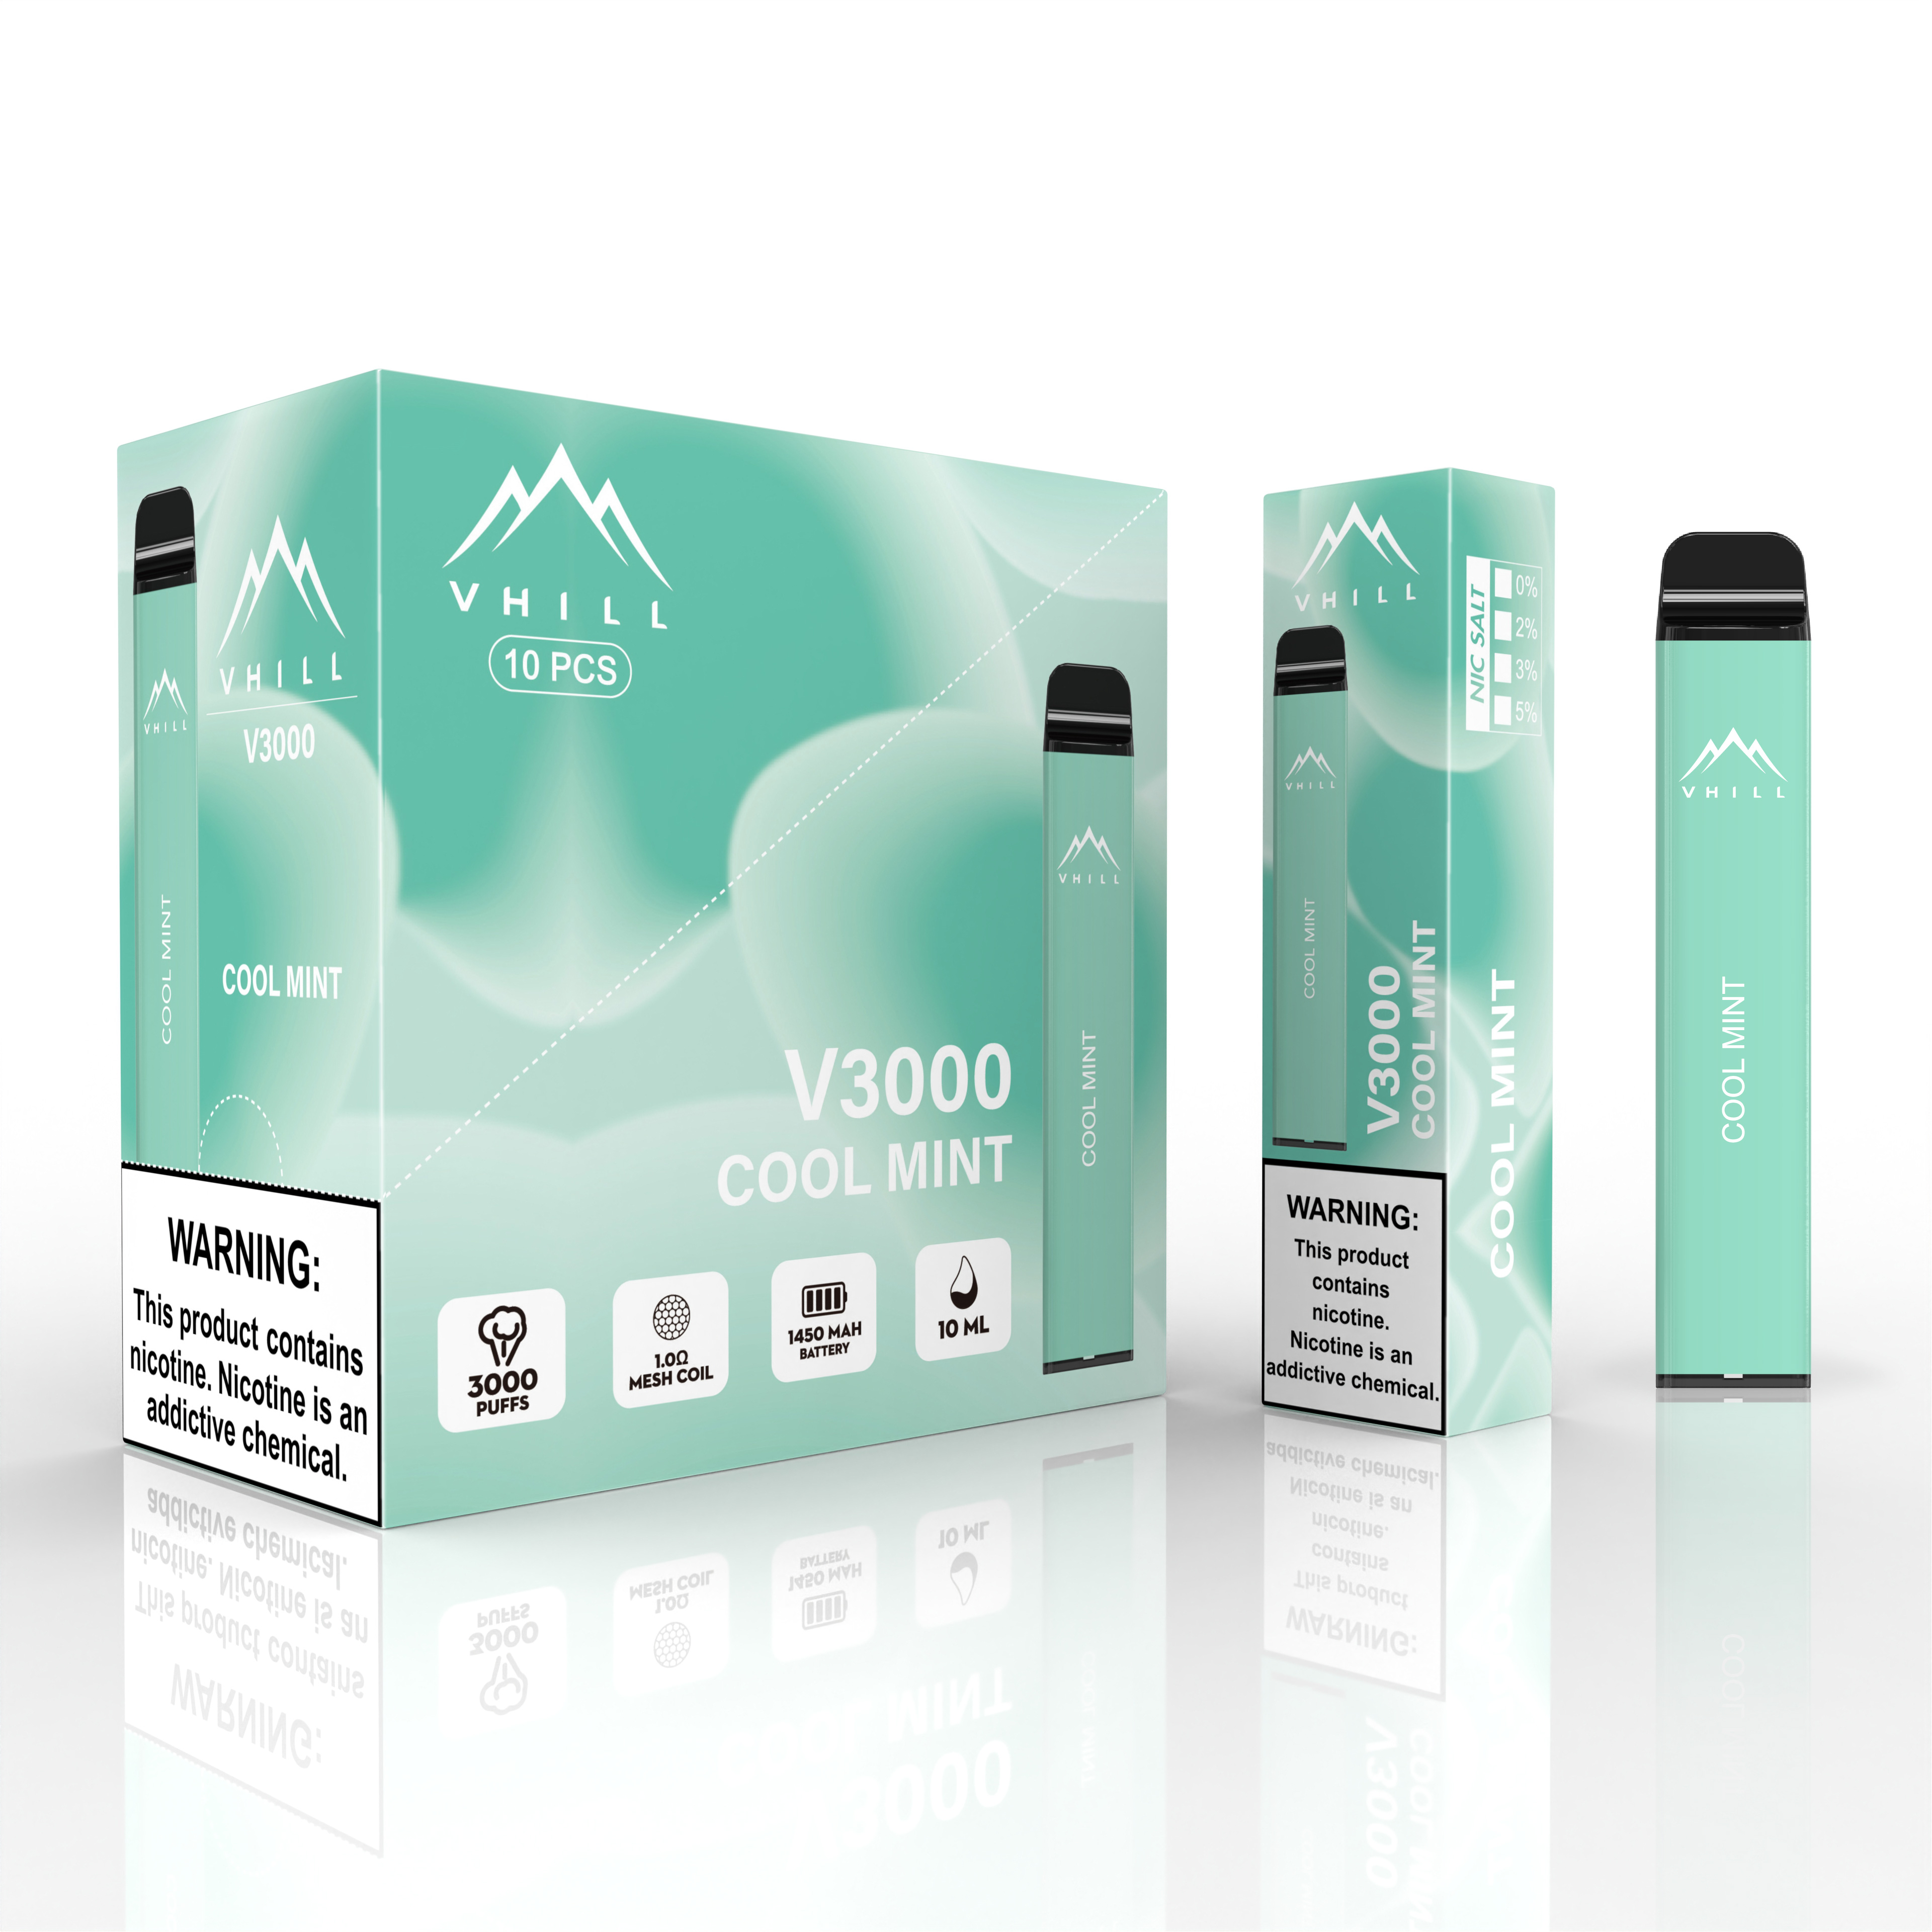 VHILL
COOL MINT
VHILL
V3000
COOL MINT
WARNING:
This product contains
nicotine. Nicotine is an
addictive chemical.
VHILL
10 PCS
V3000
COOL MINT
3000
PUFFS
1.0Ω
MESH COIL
1450 MAH
BATTERY
10 ML
VHILL
COOL MINT
VHILL
VHILL
COOL MINT
V3000
COOL MINT
WARNING:
This product
contains
nicotine.
Nicotine is an
addictive chemical.
NIC SALT
0%
2%
3%
5%
COOL MINT
VHILL
COOL MINT